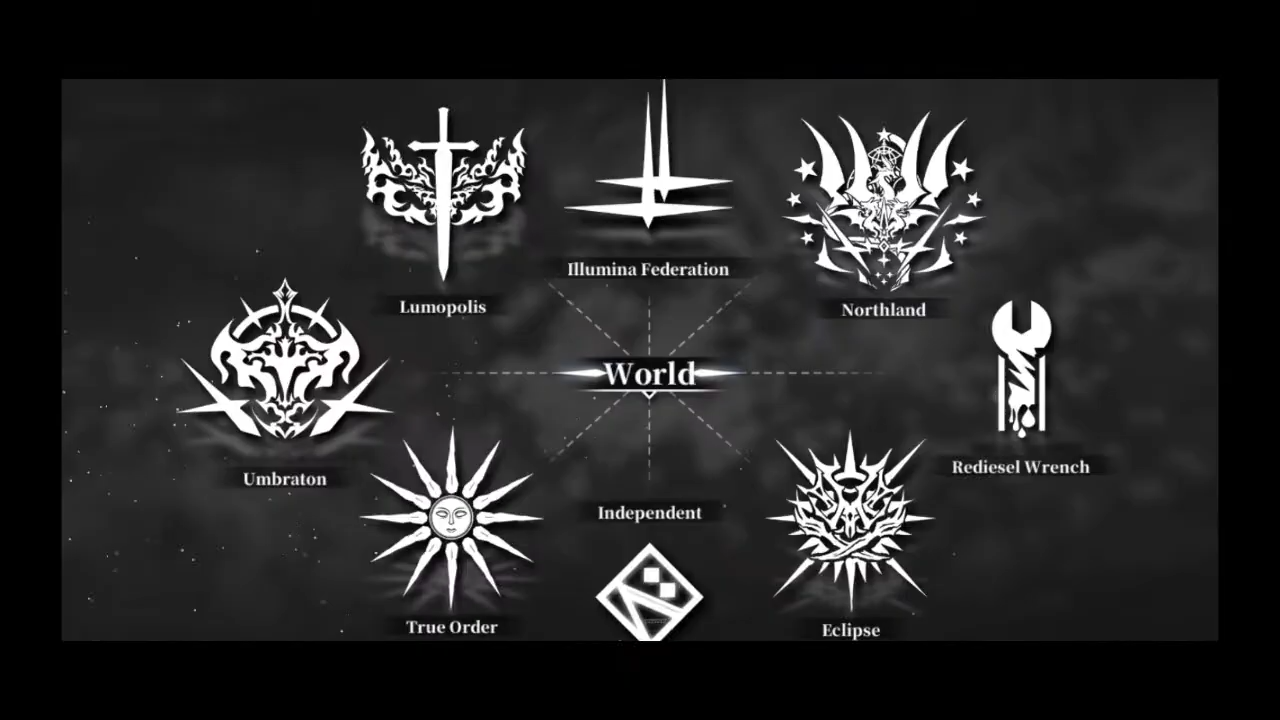 Illumina Federation
Lumopolis
Northland
World
Rediesel Wrench
Umbraton
Independent
True Order
Eclipse